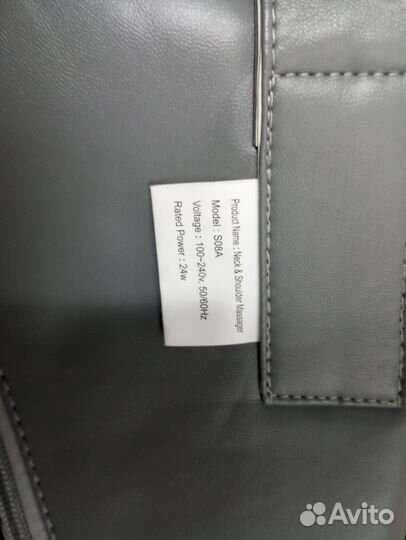 Product Name : Neck & Shoulder Massager
Model : S08A
Voltage : 100~240v, 50/60Hz
Rated Power : 24w
Avito